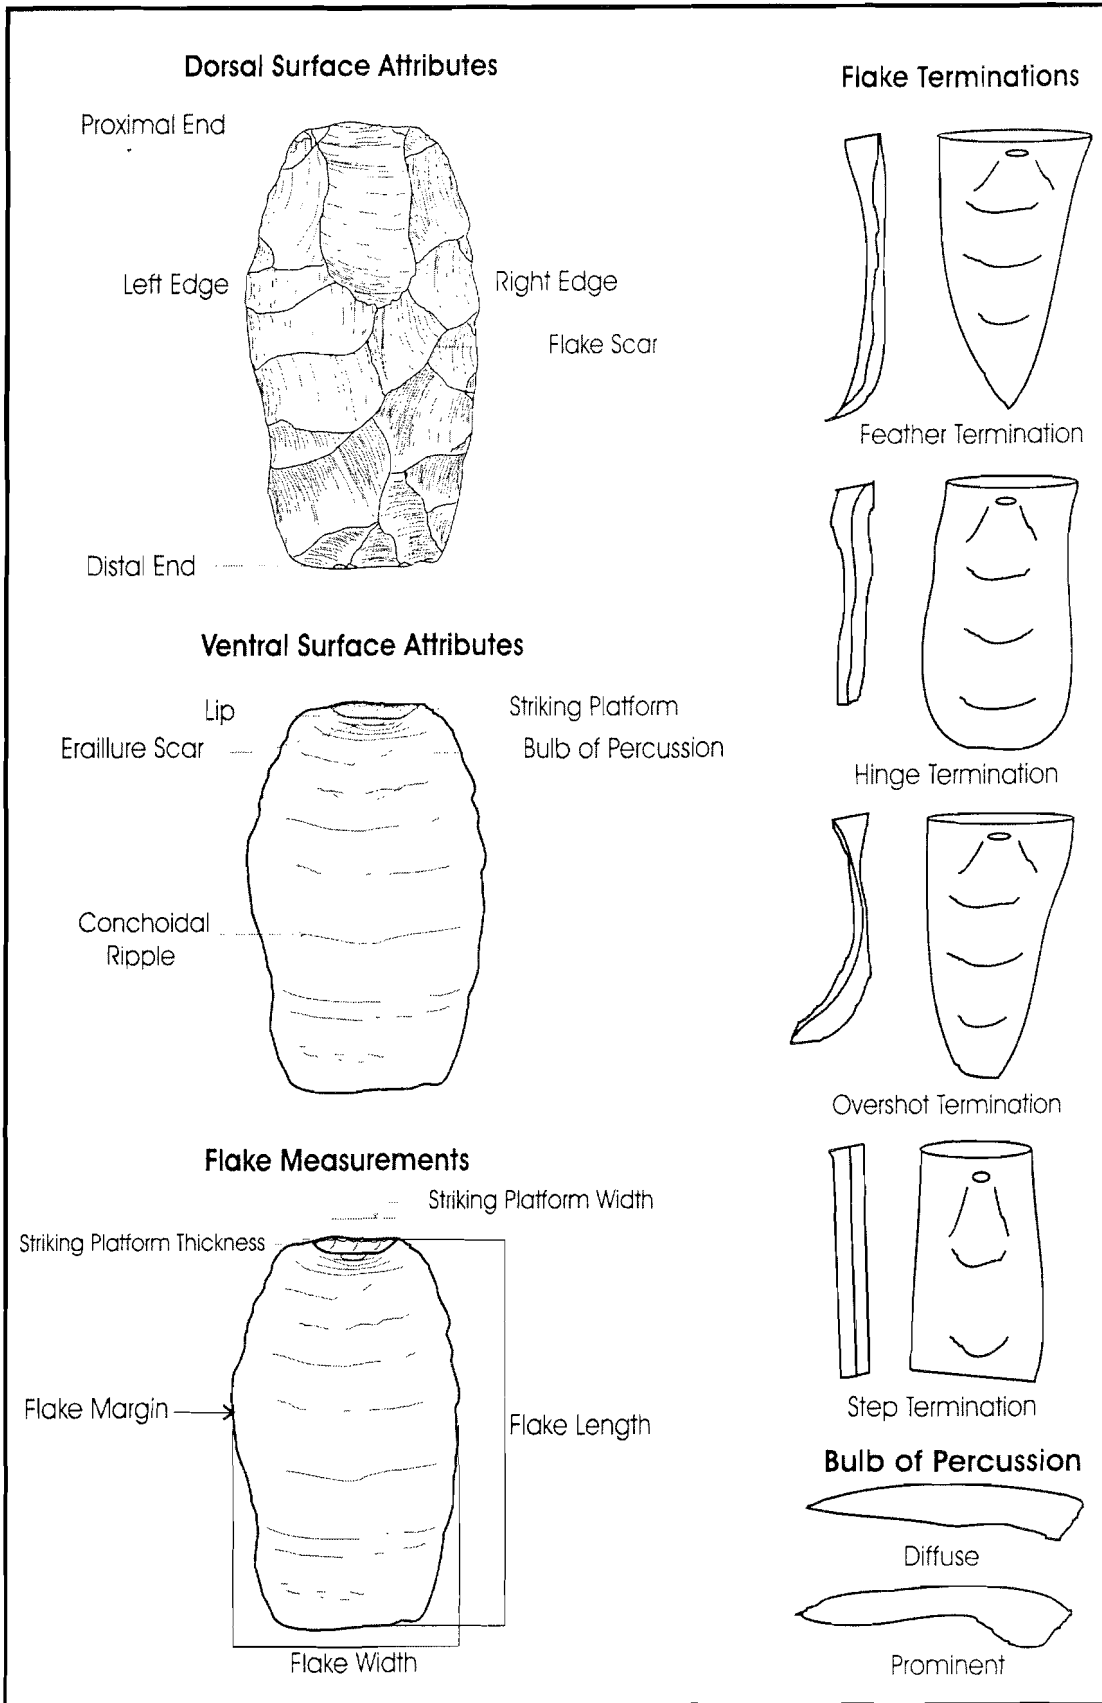 Dorsal Surface Attributes
Proximal End
Left Edge
Right Edge
Flake Scar
Distal End
Ventral Surface Attributes
Lip
Striking Platform
Eraillure Scar
Bulb of Percussion
Conchoidal
Ripple
Flake Measurements
Striking Platform Width
Striking Platform Thickness
Flake Margin
Flake Length
Flake Width
Flake Terminations
Feather Termination
Hinge Termination
Overshot Termination
Step Termination
Bulb of Percussion
Diffuse
Prominent